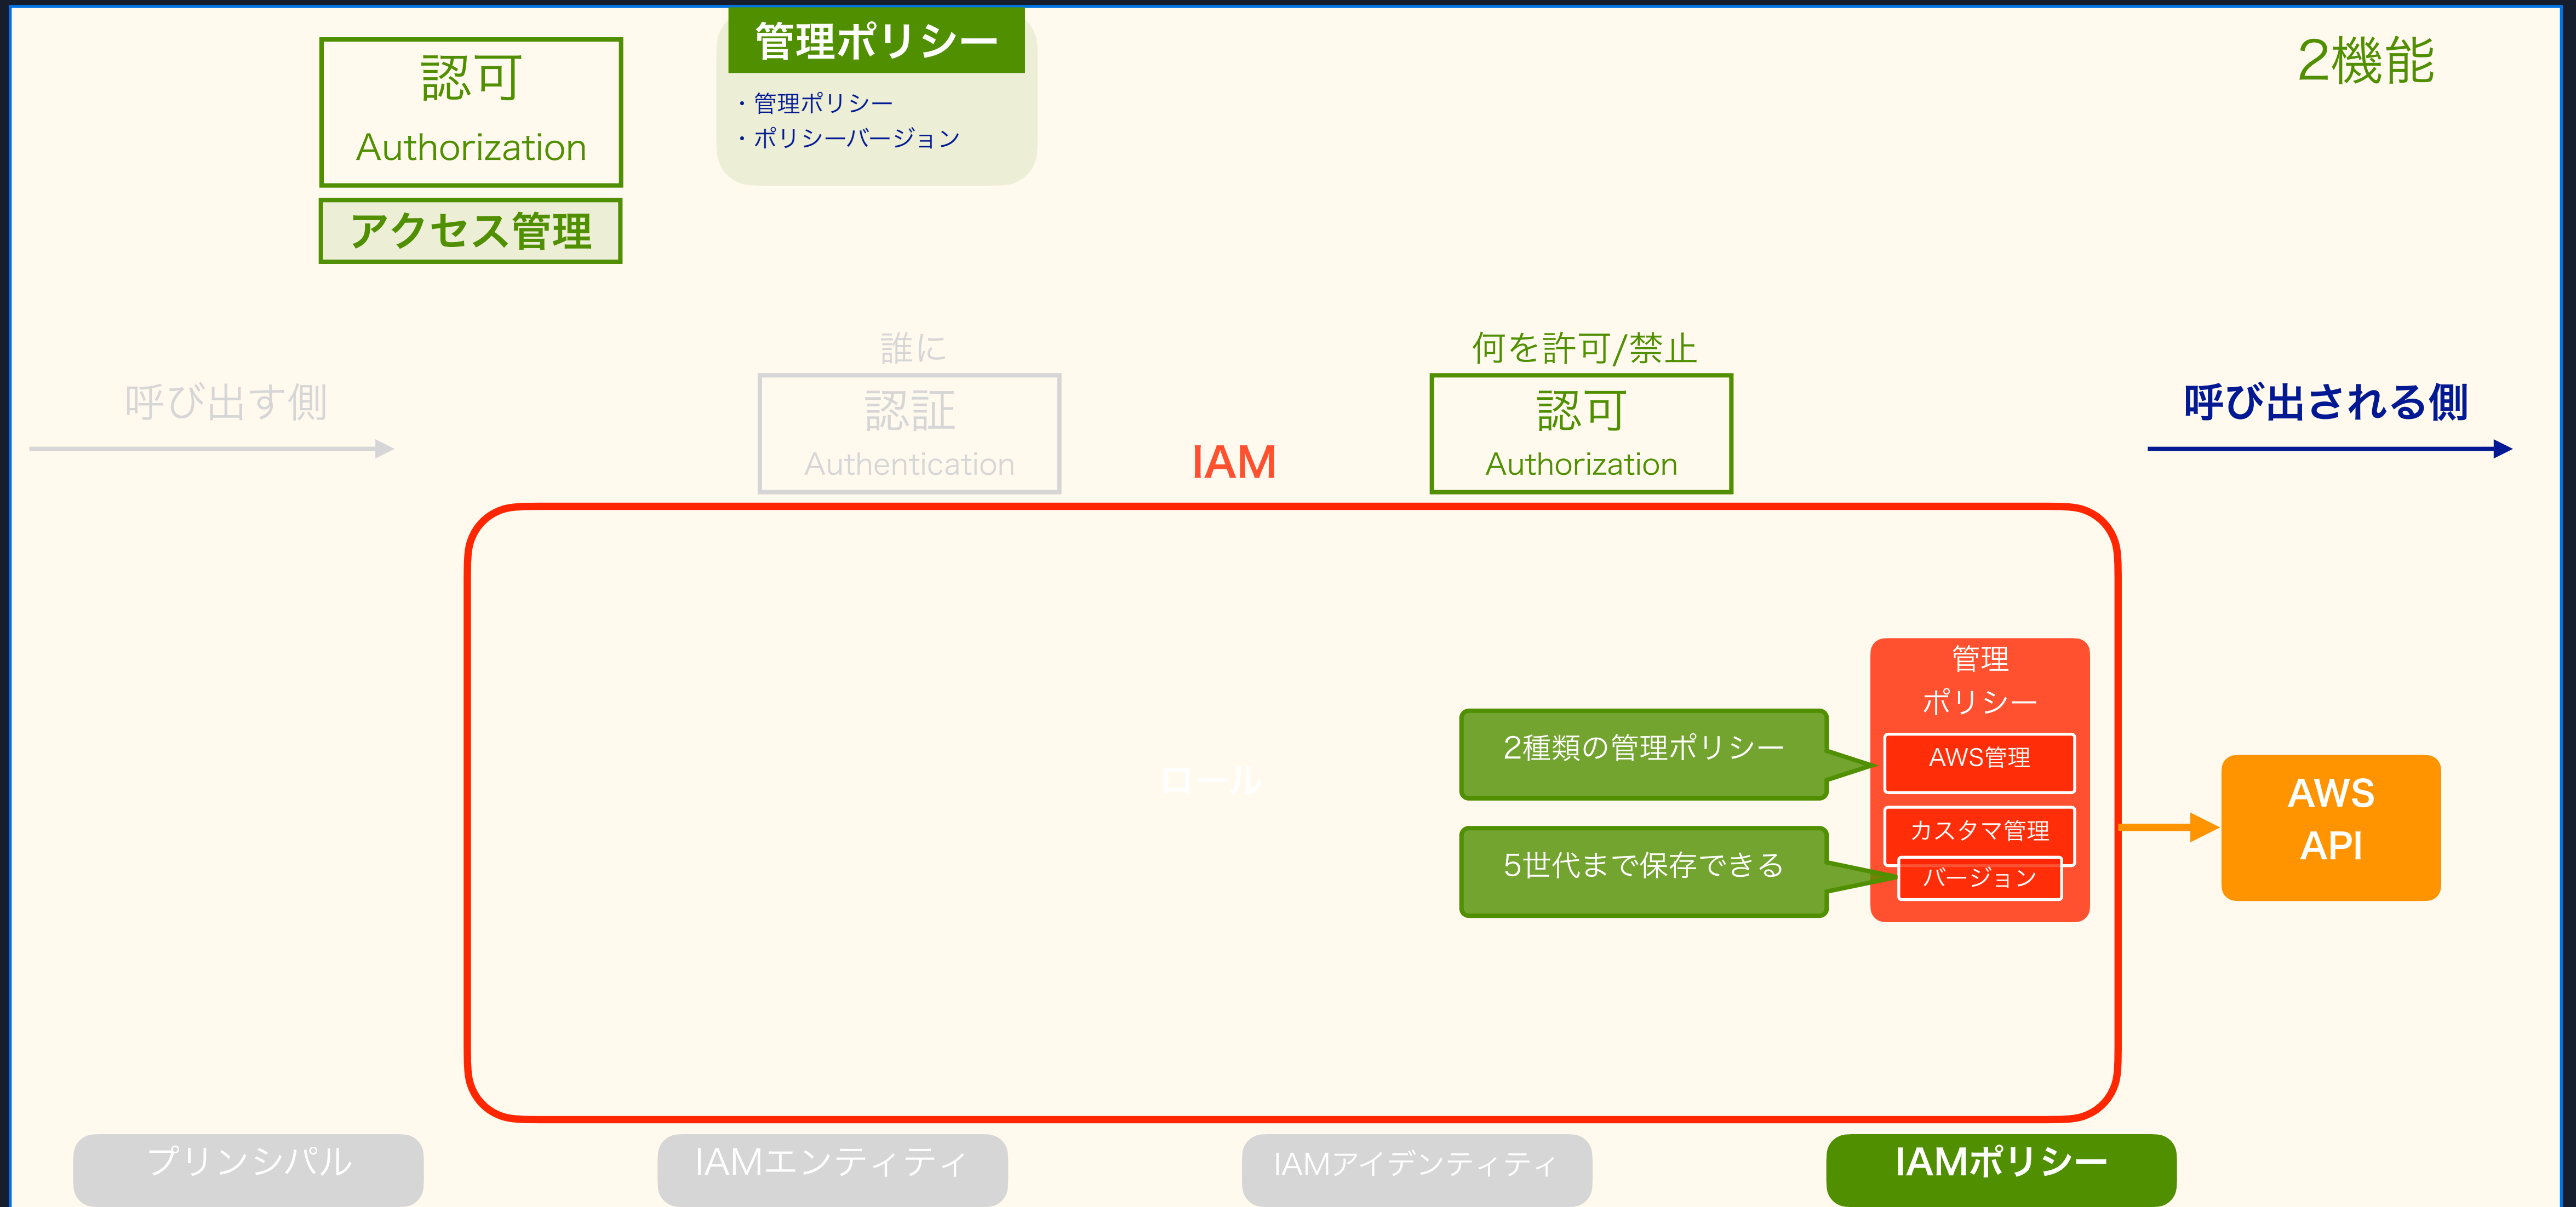 認可
Authorization
アクセス管理
管理ポリシー
・管理ポリシー
・ポリシーバージョン
2機能
呼び出す側
誰に
認証
Authentication
IAM
何を許可/禁止
認可
Authorization
呼び出される側
ロール
2種類の管理ポリシー
5世代まで保存できる
管理
ポリシー
AWS管理
カスタマ管理
バージョン
AWS
API
プリンシパル
IAMエンティティ
IAMアイデンティティ
IAMポリシー